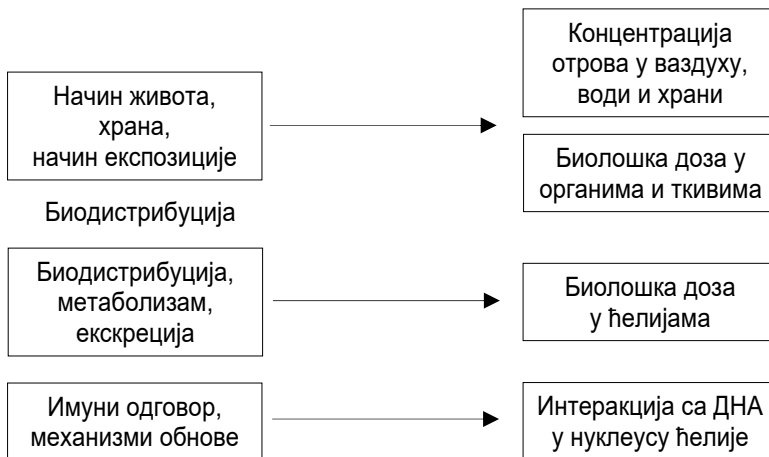 Начин живота,
храна,
начин експозиције
Концентрација
отрова у ваздуху,
води и храни
Биолошка доза у
органима и ткивима
Биодистрибуција
Биодистрибуција,
метаболизам,
екскреција
Биолошка доза
у ћелијама
Имуни одговор,
механизми обнове
Интеракција са ДНА
у нуклеусу ћелије